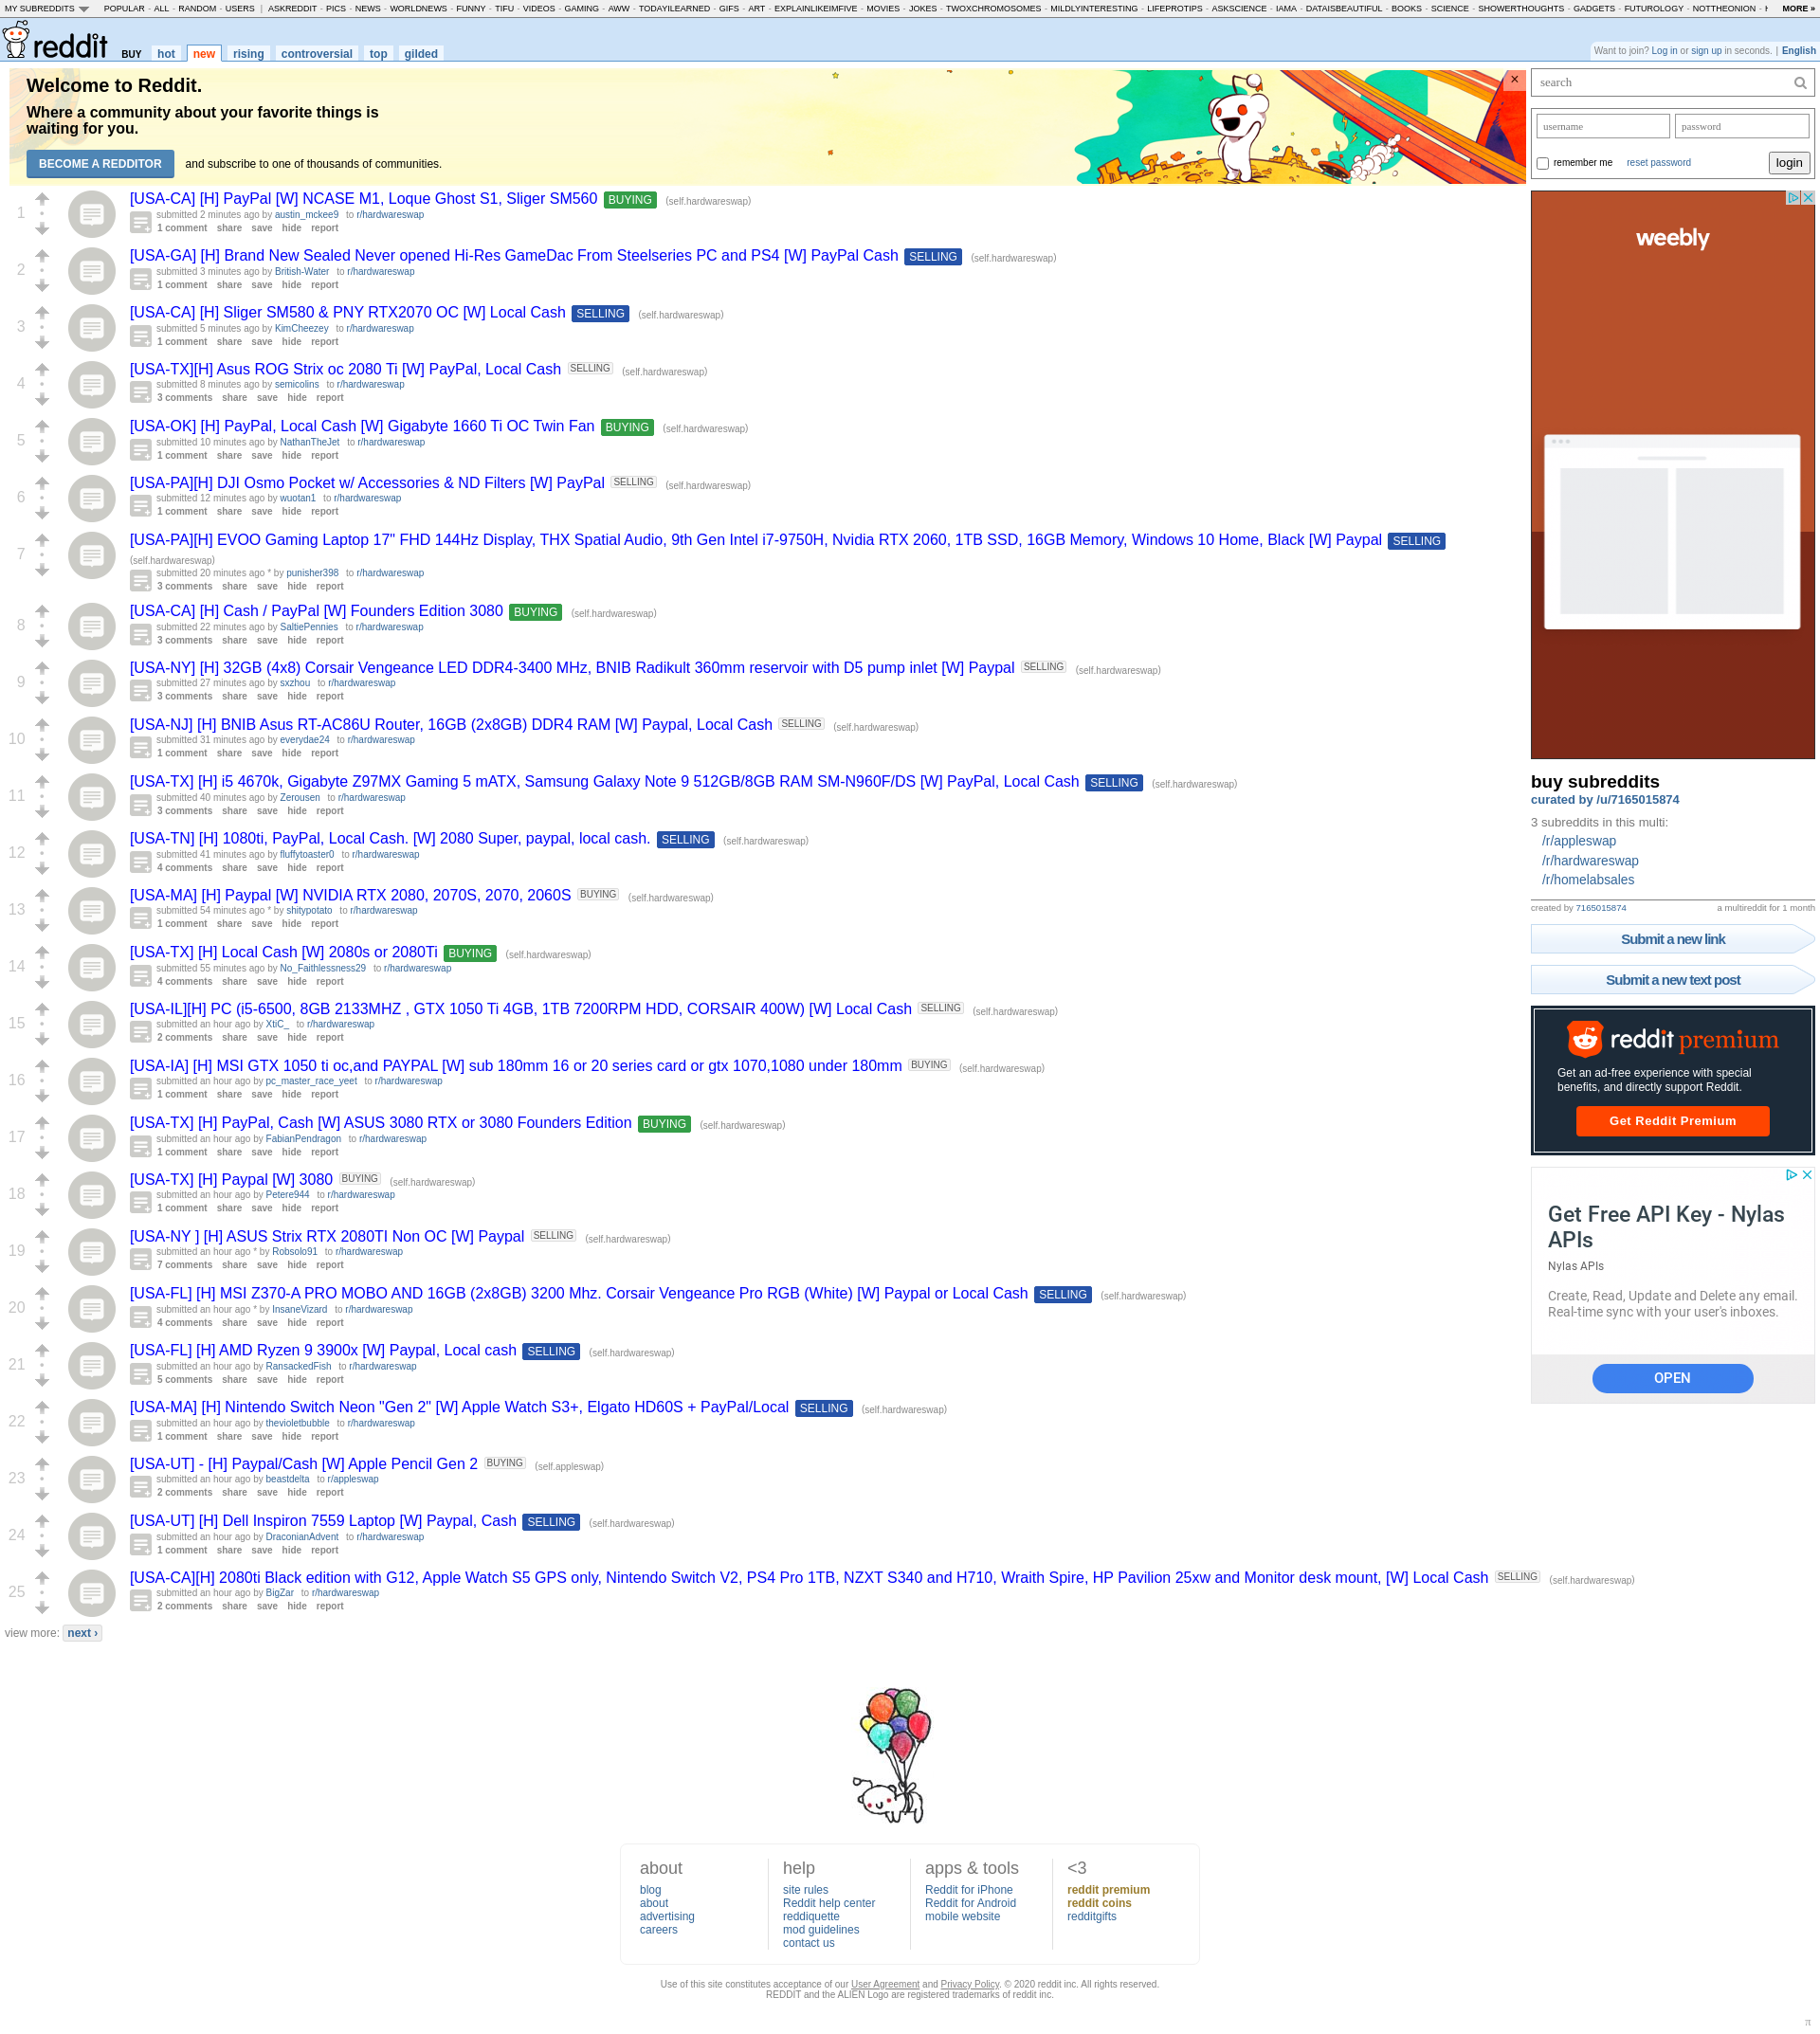 MY SUBREDDITS POPULAR - ALL - RANDOM - USERS | ASKREDDIT - PICS - NEWS - WORLDNEWS - FUNNY - TIFU - VIDEOS - GAMING - AWW - TODAYILEARNED - GIFS - ART - EXPLAINLIKEIMFIVE - MOVIES - JOKES - TWOXCHROMOSOMES - MILDLYINTERESTING - LIFEPROTIPS - ASKSCIENCE - IAMA - DATAISBEAUTIFUL - BOOKS - SCIENCE - SHOWERTHOUGHTS - GADGETS - FUTUROLOGY - NOTTHEONION - MORE »
reddit BUY hot new rising controversial top gilded
Want to join? Log in or sign up in seconds. | English
Welcome to Reddit.
Where a community about your favorite things is
waiting for you.
BECOME A REDDITOR and subscribe to one of thousands of communities.
×
1
[USA-CA] [H] PayPal [W] NCASE M1, Loque Ghost S1, Sliger SM560 BUYING (self.hardwareswap)
submitted 2 minutes ago by austin_mckee9 to r/hardwareswap
1 comment share save hide report
2
[USA-GA] [H] Brand New Sealed Never opened Hi-Res GameDac From Steelseries PC and PS4 [W] PayPal Cash SELLING (self.hardwareswap)
submitted 3 minutes ago by British-Water to r/hardwareswap
1 comment share save hide report
3
[USA-CA] [H] Sliger SM580 & PNY RTX2070 OC [W] Local Cash SELLING (self.hardwareswap)
submitted 5 minutes ago by KimCheezey to r/hardwareswap
1 comment share save hide report
4
[USA-TX][H] Asus ROG Strix oc 2080 Ti [W] PayPal, Local Cash SELLING (self.hardwareswap)
submitted 8 minutes ago by semicolins to r/hardwareswap
3 comments share save hide report
5
[USA-OK] [H] PayPal, Local Cash [W] Gigabyte 1660 Ti OC Twin Fan BUYING (self.hardwareswap)
submitted 10 minutes ago by NathanTheJet to r/hardwareswap
1 comment share save hide report
6
[USA-PA][H] DJI Osmo Pocket w/ Accessories & ND Filters [W] PayPal SELLING (self.hardwareswap)
submitted 12 minutes ago by wuotan1 to r/hardwareswap
1 comment share save hide report
7
[USA-PA][H] EVOO Gaming Laptop 17" FHD 144Hz Display, THX Spatial Audio, 9th Gen Intel i7-9750H, Nvidia RTX 2060, 1TB SSD, 16GB Memory, Windows 10 Home, Black [W] Paypal SELLING
(self.hardwareswap)
submitted 20 minutes ago * by punisher398 to r/hardwareswap
3 comments share save hide report
8
[USA-CA] [H] Cash / PayPal [W] Founders Edition 3080 BUYING (self.hardwareswap)
submitted 22 minutes ago by SaltiePennies to r/hardwareswap
3 comments share save hide report
9
[USA-NY] [H] 32GB (4x8) Corsair Vengeance LED DDR4-3400 MHz, BNIB Radikult 360mm reservoir with D5 pump inlet [W] Paypal SELLING (self.hardwareswap)
submitted 27 minutes ago by sxzhou to r/hardwareswap
3 comments share save hide report
10
[USA-NJ] [H] BNIB Asus RT-AC86U Router, 16GB (2x8GB) DDR4 RAM [W] Paypal, Local Cash SELLING (self.hardwareswap)
submitted 31 minutes ago by everydae24 to r/hardwareswap
1 comment share save hide report
11
[USA-TX] [H] i5 4670k, Gigabyte Z97MX Gaming 5 mATX, Samsung Galaxy Note 9 512GB/8GB RAM SM-N960F/DS [W] PayPal, Local Cash SELLING (self.hardwareswap)
submitted 40 minutes ago by Zerousen to r/hardwareswap
3 comments share save hide report
12
[USA-TN] [H] 1080ti, PayPal, Local Cash. [W] 2080 Super, paypal, local cash. SELLING (self.hardwareswap)
submitted 41 minutes ago by fluffytoaster0 to r/hardwareswap
4 comments share save hide report
13
[USA-MA] [H] Paypal [W] NVIDIA RTX 2080, 2070S, 2070, 2060S BUYING (self.hardwareswap)
submitted 54 minutes ago * by shitypotato to r/hardwareswap
1 comment share save hide report
14
[USA-TX] [H] Local Cash [W] 2080s or 2080Ti BUYING (self.hardwareswap)
submitted 55 minutes ago by No_Faithlessness29 to r/hardwareswap
4 comments share save hide report
15
[USA-IL][H] PC (i5-6500, 8GB 2133MHZ , GTX 1050 Ti 4GB, 1TB 7200RPM HDD, CORSAIR 400W) [W] Local Cash SELLING (self.hardwareswap)
submitted an hour ago by XtiC_ to r/hardwareswap
2 comments share save hide report
16
[USA-IA] [H] MSI GTX 1050 ti oc,and PAYPAL [W] sub 180mm 16 or 20 series card or gtx 1070,1080 under 180mm BUYING (self.hardwareswap)
submitted an hour ago by pc_master_race_yeet to r/hardwareswap
1 comment share save hide report
17
[USA-TX] [H] PayPal, Cash [W] ASUS 3080 RTX or 3080 Founders Edition BUYING (self.hardwareswap)
submitted an hour ago by FabianPendragon to r/hardwareswap
1 comment share save hide report
18
[USA-TX] [H] Paypal [W] 3080 BUYING (self.hardwareswap)
submitted an hour ago by Petere944 to r/hardwareswap
1 comment share save hide report
19
[USA-NY ] [H] ASUS Strix RTX 2080TI Non OC [W] Paypal SELLING (self.hardwareswap)
submitted an hour ago * by Robsolo91 to r/hardwareswap
7 comments share save hide report
20
[USA-FL] [H] MSI Z370-A PRO MOBO AND 16GB (2x8GB) 3200 Mhz. Corsair Vengeance Pro RGB (White) [W] Paypal or Local Cash SELLING (self.hardwareswap)
submitted an hour ago * by InsaneVizard to r/hardwareswap
4 comments share save hide report
21
[USA-FL] [H] AMD Ryzen 9 3900x [W] Paypal, Local cash SELLING (self.hardwareswap)
submitted an hour ago by RansackedFish to r/hardwareswap
5 comments share save hide report
22
[USA-MA] [H] Nintendo Switch Neon "Gen 2" [W] Apple Watch S3+, Elgato HD60S + PayPal/Local SELLING (self.hardwareswap)
submitted an hour ago by thevioletbubble to r/hardwareswap
1 comment share save hide report
23
[USA-UT] - [H] Paypal/Cash [W] Apple Pencil Gen 2 BUYING (self.appleswap)
submitted an hour ago by beastdelta to r/appleswap
2 comments share save hide report
24
[USA-UT] [H] Dell Inspiron 7559 Laptop [W] Paypal, Cash SELLING (self.hardwareswap)
submitted an hour ago by DraconianAdvent to r/hardwareswap
1 comment share save hide report
25
[USA-CA][H] 2080ti Black edition with G12, Apple Watch S5 GPS only, Nintendo Switch V2, PS4 Pro 1TB, NZXT S340 and H710, Wraith Spire, HP Pavilion 25xw and Monitor desk mount, [W] Local Cash SELLING (self.hardwareswap)
submitted an hour ago by BigZar to r/hardwareswap
2 comments share save hide report
view more: next ›
search
username password
remember me reset password login
weebly
buy subreddits
curated by /u/7165015874
3 subreddits in this multi:
/r/appleswap
/r/hardwareswap
/r/homelabsales
created by 7165015874 a multireddit for 1 month
Submit a new link
Submit a new text post
reddit premium
Get an ad-free experience with special
benefits, and directly support Reddit.
Get Reddit Premium
Get Free API Key - Nylas
APIs
Nylas APIs
Create, Read, Update and Delete any email.
Real-time sync with your user's inboxes.
OPEN
about
blog
about
advertising
careers
help
site rules
Reddit help center
reddiquette
mod guidelines
contact us
apps & tools
Reddit for iPhone
Reddit for Android
mobile website
<3
reddit premium
reddit coins
redditgifts
Use of this site constitutes acceptance of our User Agreement and Privacy Policy. © 2020 reddit inc. All rights reserved.
REDDIT and the ALIEN Logo are registered trademarks of reddit inc.
π